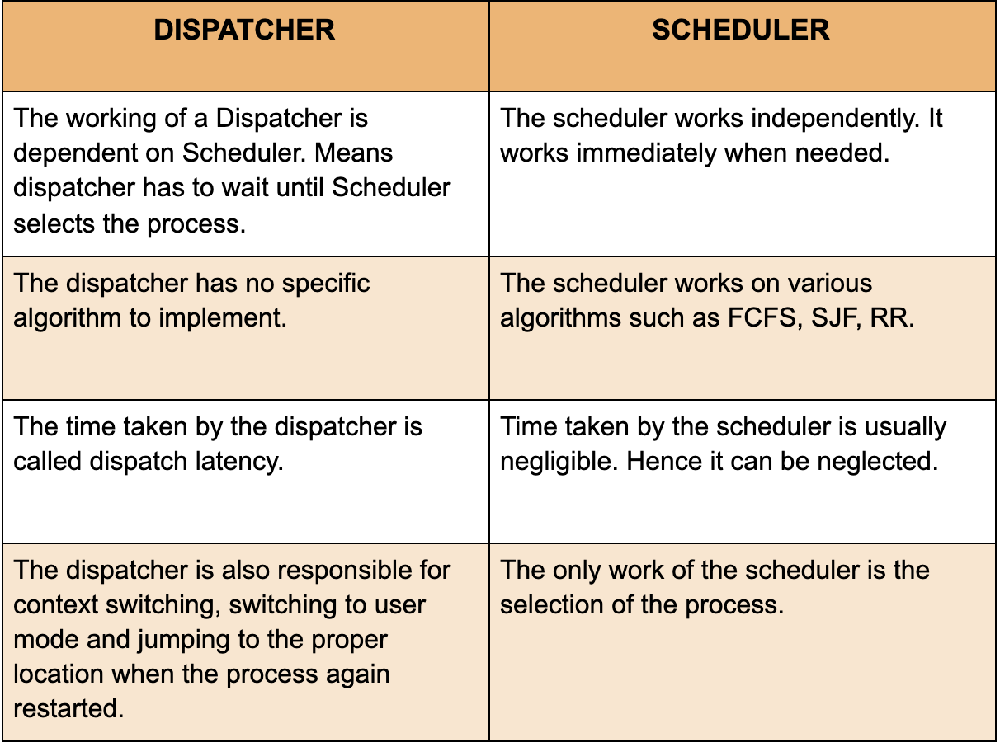 DISPATCHER
SCHEDULER
The working of a Dispatcher is
dependent on Scheduler. Means
dispatcher has to wait until Scheduler
selects the process.
The scheduler works independently. It
works immediately when needed.
The dispatcher has no specific
algorithm to implement.
The scheduler works on various
algorithms such as FCFS, SJF, RR.
The time taken by the dispatcher is
called dispatch latency.
Time taken by the scheduler is usually
negligible. Hence it can be neglected.
The dispatcher is also responsible for
context switching, switching to user
mode and jumping to the proper
location when the process again
restarted.
The only work of the scheduler is the
selection of the process.